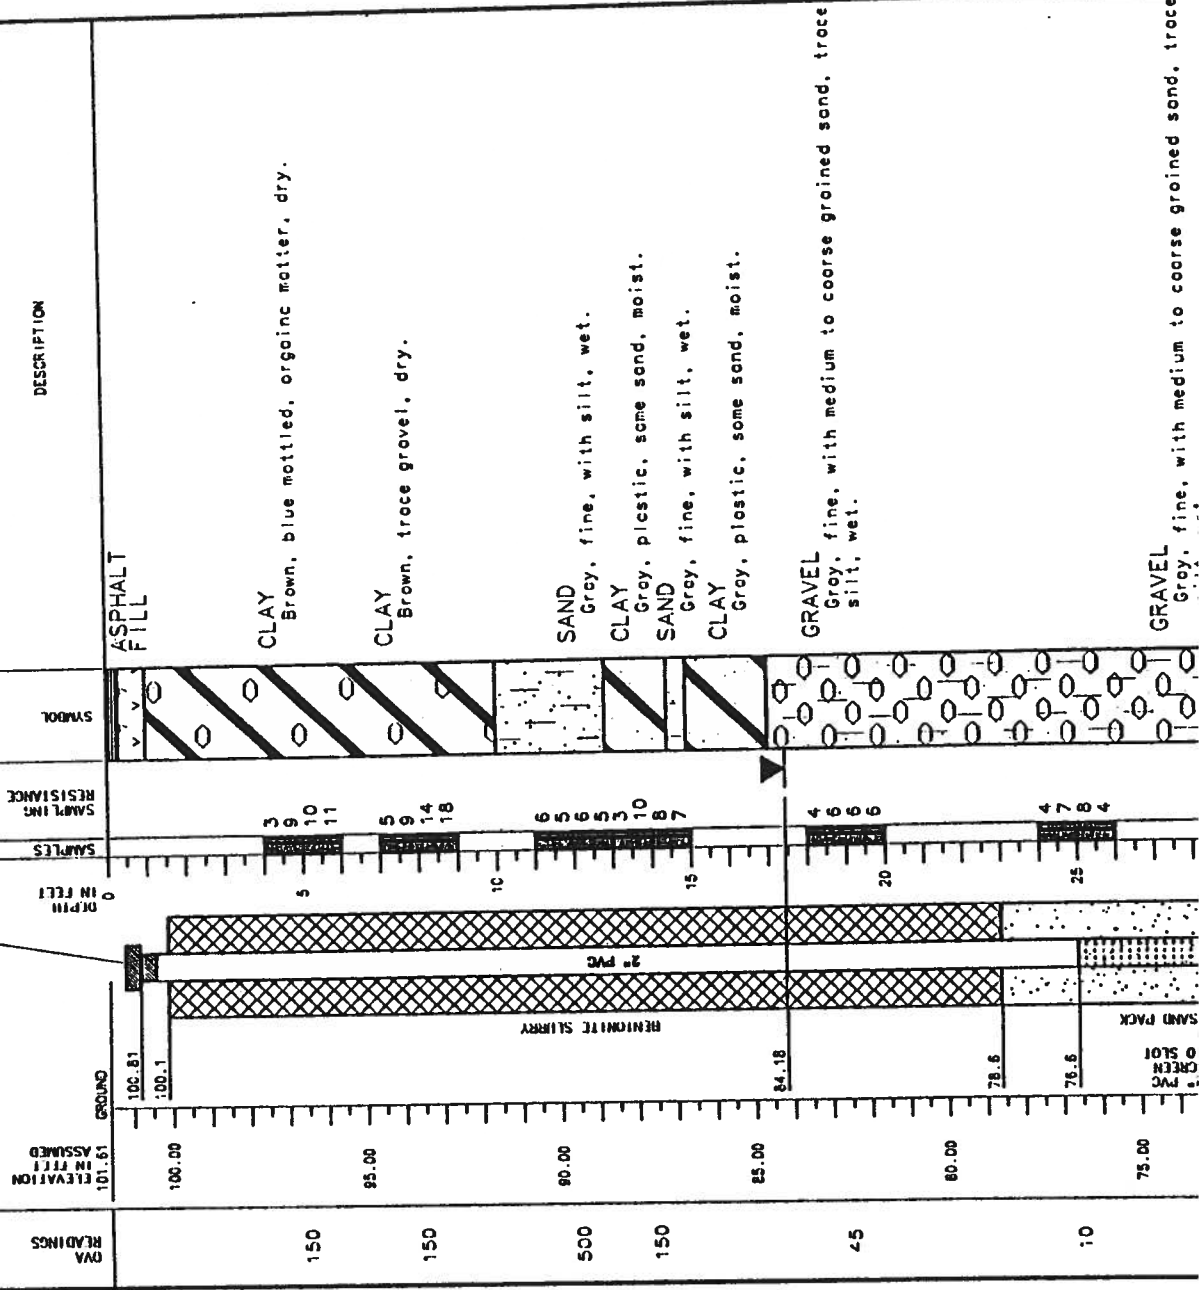 OVA
READINGS
ELEVATION
IN FEET
ASSUMED
DEPTH
IN FEET
SAMPLES
SAMPLING
RESISTANCE
SYMBOL
DESCRIPTION
150
150
500
150
45
10
101.61 GROUND
100.00
95.00
90.00
85.00
80.00
75.00
100.81
100.1
84.18
78.6
76.6
BENTONITE SLURRY
2" PVC
SAND PACK
" PVC
CREEN
0 SLOT
0
5
10
15
20
25
3
9
10
11
5
9
14
18
6
5
6
5
3
10
8
7
4
6
6
6
4
7
8
4
ASPHALT
FILL
CLAY
Brown, blue mottled, orgainc matter, dry.
CLAY
Brown, trace gravel, dry.
SAND
Gray, fine, with silt, wet.
CLAY
Gray, plastic, some sand, moist.
SAND
Gray, fine, with silt, wet.
CLAY
Gray, plastic, some sand, moist.
GRAVEL
Gray, fine, with medium to coarse grained sand, trace
silt, wet.
GRAVEL
Gray, fine, with medium to coarse grained sand, trace